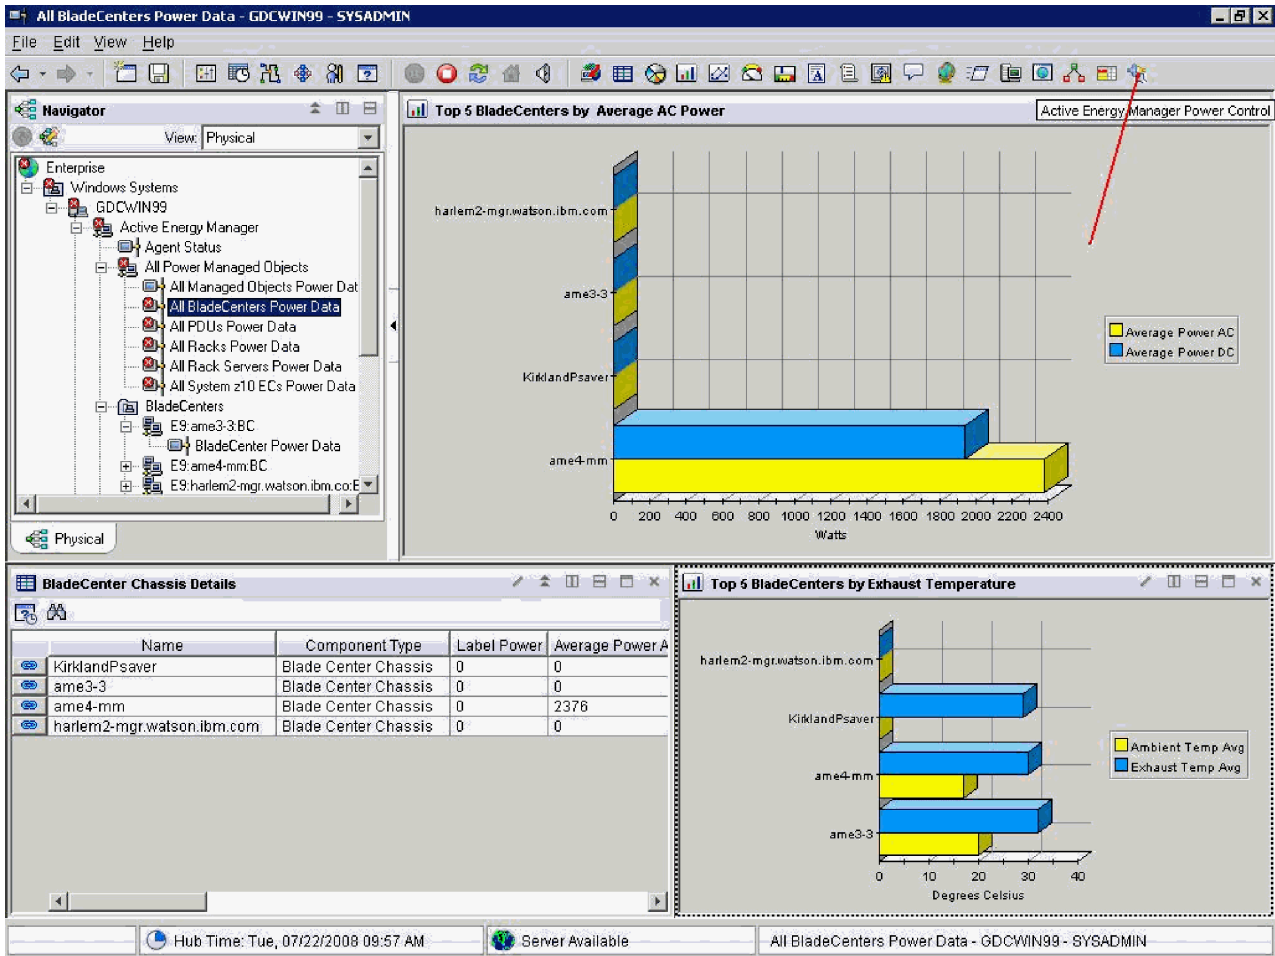 All BladeCenters Power Data - GDCWIN99 - SYSADMIN
File Edit View Help
Navigator
View: Physical
Enterprise
Windows Systems
GDCWIN99
Active Energy Manager
Agent Status
All Power Managed Objects
All Managed Objects Power Dat
All BladeCenters Power Data
All PDUs Power Data
All Racks Power Data
All Rack Servers Power Data
All System z10 ECs Power Data
BladeCenters
E9:ame3-3:BC
BladeCenter Power Data
E9:ame4-mm:BC
E9:harlem2-mgr.watson.ibm.co:E
Physical
Top 5 BladeCenters by Average AC Power
Active Energy Manager Power Control
harlem2-mgr.watson.ibm.com
ame3-3
KirklandPsaver
ame4-mm
0 200 400 600 800 1000 1200 1400 1600 1800 2000 2200 2400
Watts
Average Power AC
Average Power DC
BladeCenter Chassis Details
Name Component Type Label Power Average Power A
KirklandPsaver Blade Center Chassis 0 0
ame3-3 Blade Center Chassis 0 0
ame4-mm Blade Center Chassis 0 2376
harlem2-mgr.watson.ibm.com Blade Center Chassis 0 0
Top 5 BladeCenters by Exhaust Temperature
harlem2-mgr.watson.ibm.com
KirklandPsaver
ame4-mm
ame3-3
0 10 20 30 40
Degrees Celsius
Ambient Temp Avg
Exhaust Temp Avg
Hub Time: Tue, 07/22/2008 09:57 AM
Server Available
All BladeCenters Power Data - GDCWIN99 - SYSADMIN